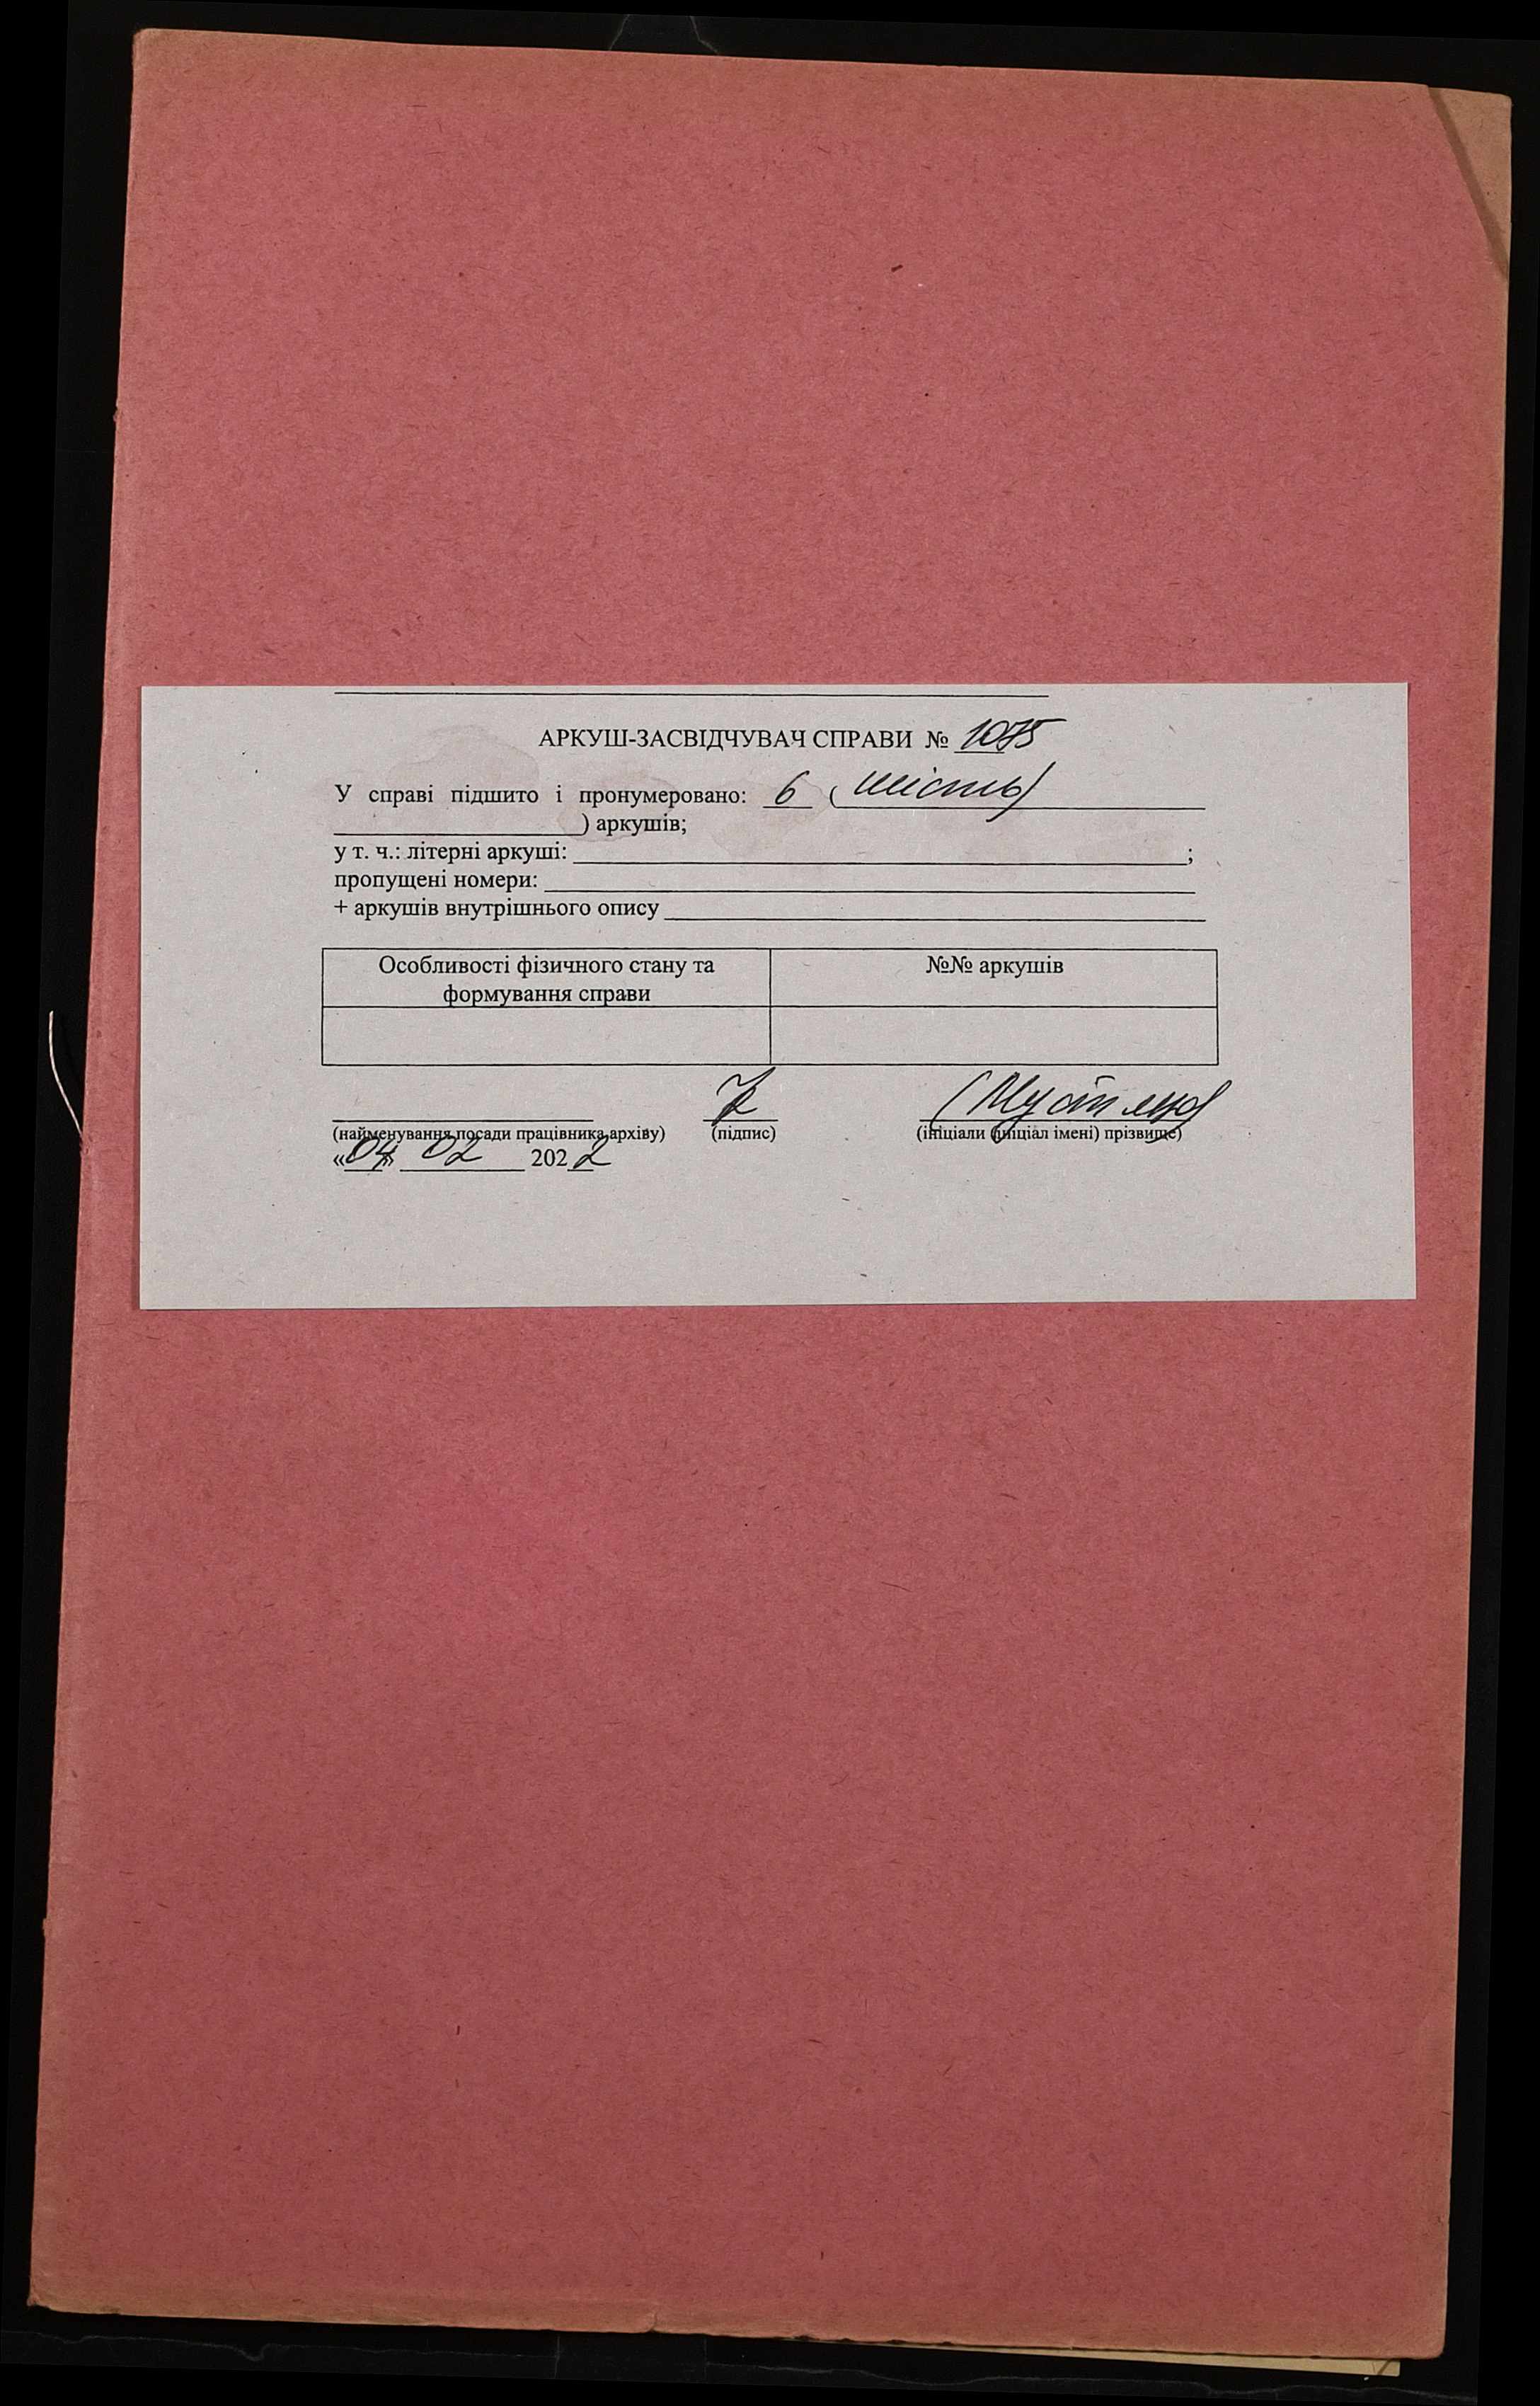 АРКУШ-ЗАСВІДЧУВАЧ СПРАВИ № 1075
У справі підшито і пронумеровано: 6 (шість)
) аркушів;
у т. ч.: літерні аркуші: ;
пропущені номери:
+ аркушів внутрішнього опису
Особливості фізичного стану та формування справи
№№ аркушів
(найменування посади працівника архіву) (підпис) (ініціали (ініціал імені) прізвище)
«04» 02 2022